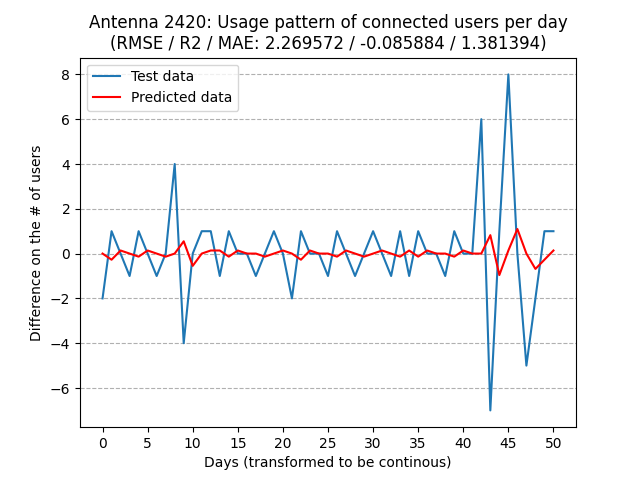 Antenna 2420: Usage pattern of connected users per day
(RMSE / R2 / MAE: 2.269572 / -0.085884 / 1.381394)
Test data
Predicted data
8
6
4
2
0
−2
−4
−6
Difference on the # of users
0 5 10 15 20 25 30 35 40 45 50
Days (transformed to be continous)